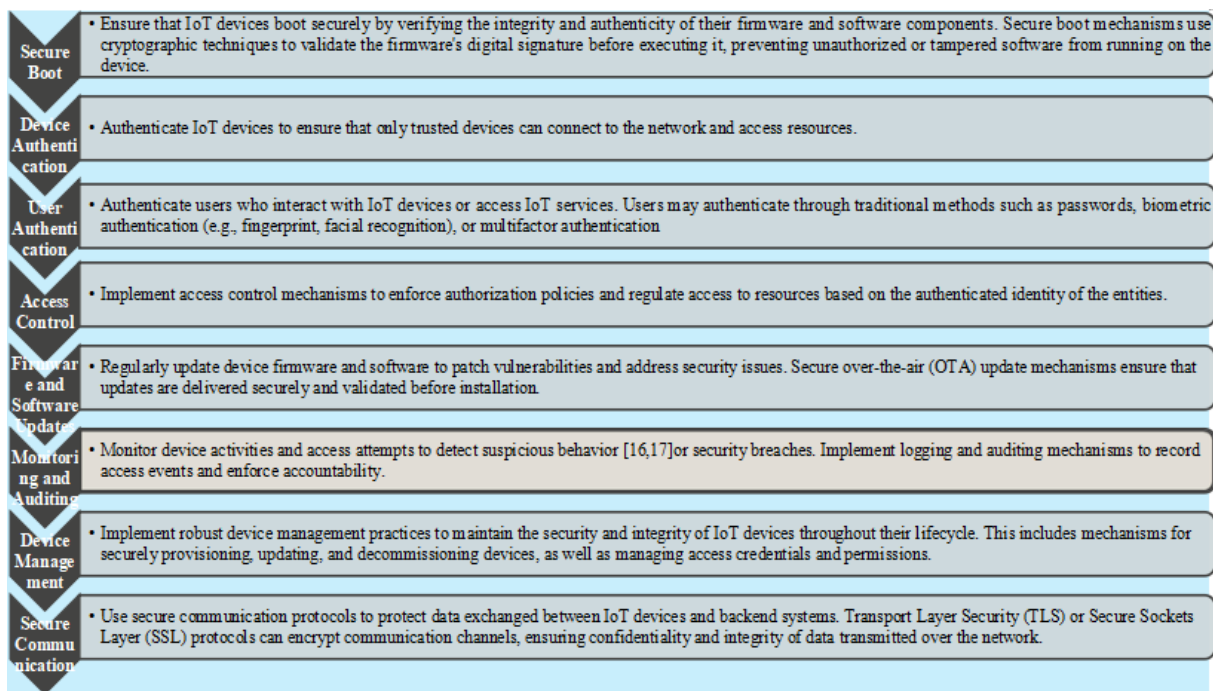 Secure
Boot
• Ensure that IoT devices boot securely by verifying the integrity and authenticity of their firmware and software components. Secure boot mechanisms use
cryptographic techniques to validate the firmware's digital signature before executing it, preventing unauthorized or tampered software from running on the
device.
Device
Authenti
cation
• Authenticate IoT devices to ensure that only trusted devices can connect to the network and access resources.
User
Authenti
cation
• Authenticate users who interact with IoT devices or access IoT services. Users may authenticate through traditional methods such as passwords, biometric
authentication (e.g., fingerprint, facial recognition), or multifactor authentication
Access
Control
• Implement access control mechanisms to enforce authorization policies and regulate access to resources based on the authenticated identity of the entities.
Firmwar
e and
Software
Updates
• Regularly update device firmware and software to patch vulnerabilities and address security issues. Secure over-the-air (OTA) update mechanisms ensure that
updates are delivered securely and validated before installation.
Monitori
ng and
Auditing
• Monitor device activities and access attempts to detect suspicious behavior [16,17]or security breaches. Implement logging and auditing mechanisms to record
access events and enforce accountability.
Device
Manage
ment
• Implement robust device management practices to maintain the security and integrity of IoT devices throughout their lifecycle. This includes mechanisms for
securely provisioning, updating, and decommissioning devices, as well as managing access credentials and permissions.
Secure
Commu
nication
• Use secure communication protocols to protect data exchanged between IoT devices and backend systems. Transport Layer Security (TLS) or Secure Sockets
Layer (SSL) protocols can encrypt communication channels, ensuring confidentiality and integrity of data transmitted over the network.